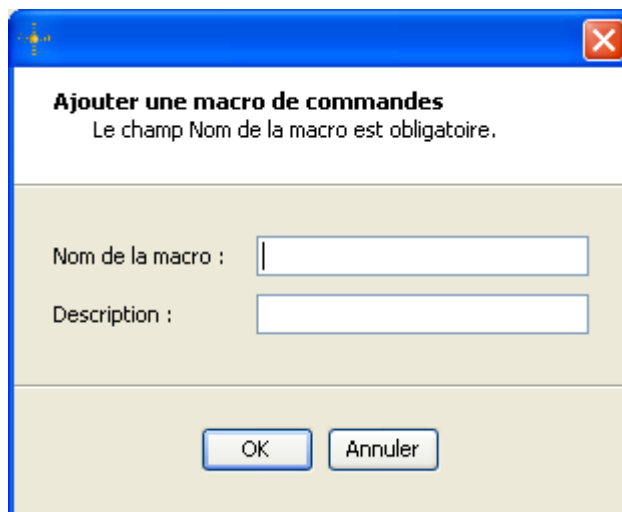 Ajouter une macro de commandes
Le champ Nom de la macro est obligatoire.
Nom de la macro :
Description :
OK
Annuler